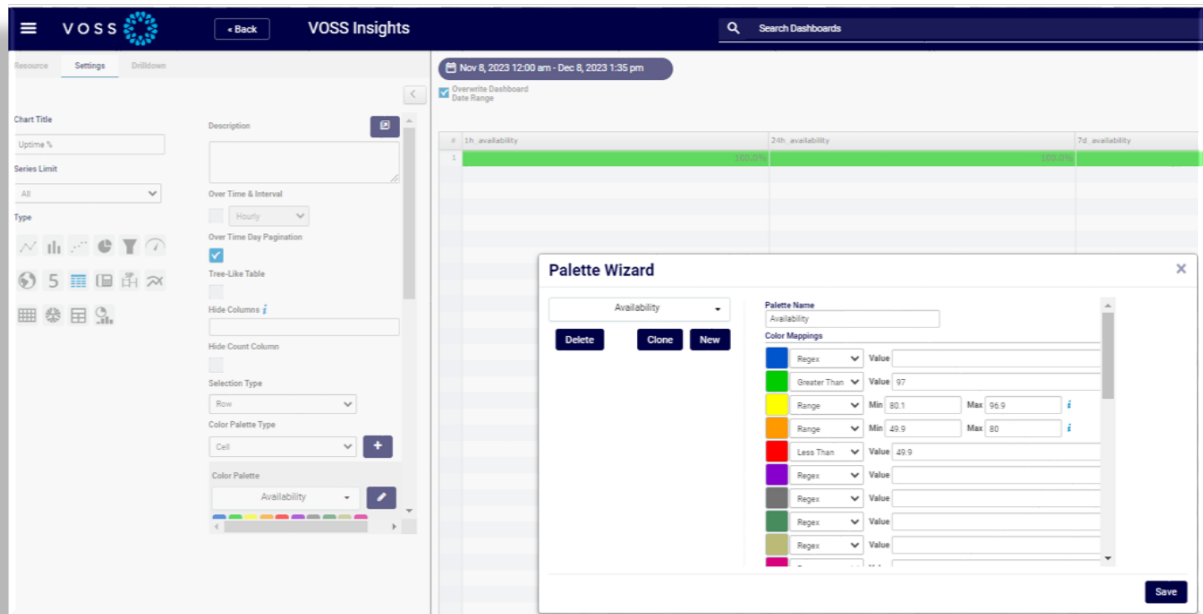 VOSS
« Back
VOSS Insights
Search Dashboards
Resource
Settings
Drilldown
Nov 8, 2023 12:00 am - Dec 8, 2023 1:35 pm
Overwrite Dashboard
Date Range
Chart Title
Uptime %
Series Limit
All
Type
5
Description
Over Time & Interval
Hourly
Over Time Day Pagination
Tree-Like Table
Hide Columns i
Hide Count Column
Selection Type
Row
Color Palette Type
Cell
+
Color Palette
Availability
# 1h_availability 24h_availability 7d_availability
1 100.0% 100.0%
Palette Wizard
×
Availability
Delete Clone New
Palette Name
Availability
Color Mappings
Regex Value
Greater Than Value 97
Range Min 80.1 Max 96.9 i
Range Min 49.9 Max 80 i
Less Than Value 49.9
Regex Value
Regex Value
Regex Value
Regex Value
Save